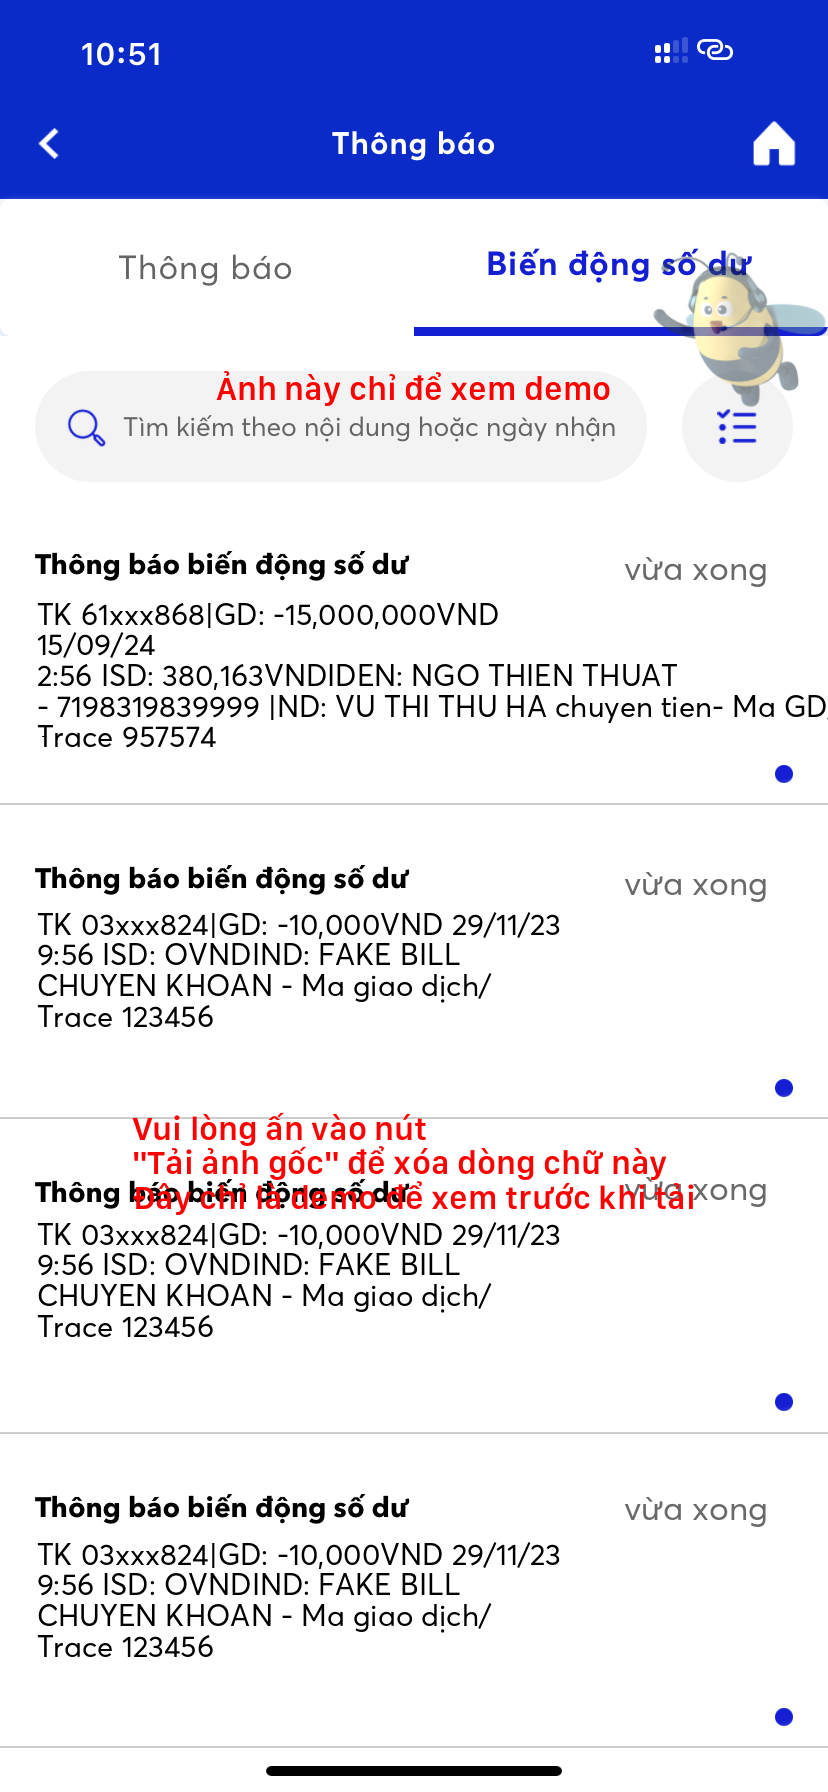 10:51
Thông báo
Thông báo
Biến động số dư
Ảnh này chỉ để xem demo
Tìm kiếm theo nội dung hoặc ngày nhận
Thông báo biến động số dư
vừa xong
TK 61xxx868|GD: -15,000,000VND
15/09/24
2:56 ISD: 380,163VNDIDEN: NGO THIEN THUAT
- 7198319839999 |ND: VU THI THU HA chuyen tien- Ma GD/
Trace 957574
Thông báo biến động số dư
vừa xong
TK 03xxx824|GD: -10,000VND 29/11/23
9:56 ISD: OVNDIND: FAKE BILL
CHUYEN KHOAN - Ma giao dịch/
Trace 123456
Vui lòng ấn vào nút
"Tải ảnh gốc" để xóa dòng chữ này
Đây chỉ là demo để xem trước khi tải
Thông báo biến động số dư
vừa xong
TK 03xxx824|GD: -10,000VND 29/11/23
9:56 ISD: OVNDIND: FAKE BILL
CHUYEN KHOAN - Ma giao dịch/
Trace 123456
Thông báo biến động số dư
vừa xong
TK 03xxx824|GD: -10,000VND 29/11/23
9:56 ISD: OVNDIND: FAKE BILL
CHUYEN KHOAN - Ma giao dịch/
Trace 123456